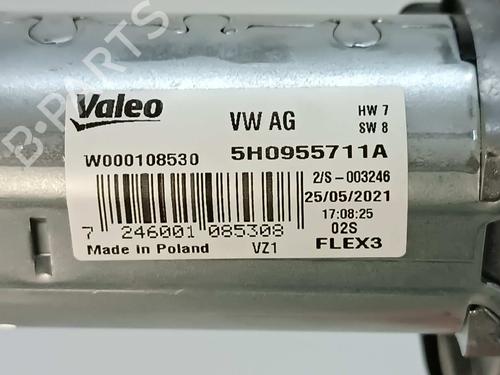 B-PARTS
Valeo
VW AG
HW 7
SW 8
W000108530
5H0955711A
2/S-003246
25/05/2021
17:08:25
02S
7 246001 085308
Made in Poland
VZ1
FLEX3